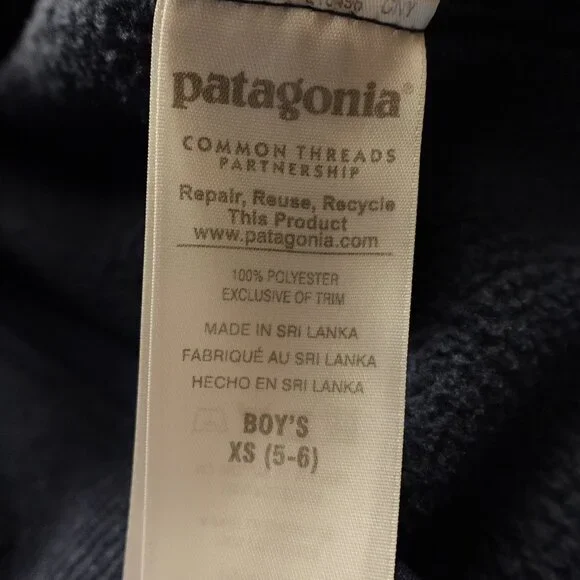 CNY
patagonia®
COMMON THREADS
PARTNERSHIP
Repair, Reuse, Recycle
This Product
www.patagonia.com
100% POLYESTER
EXCLUSIVE OF TRIM
MADE IN SRI LANKA
FABRIQUÉ AU SRI LANKA
HECHO EN SRI LANKA
BOY'S
XS (5-6)